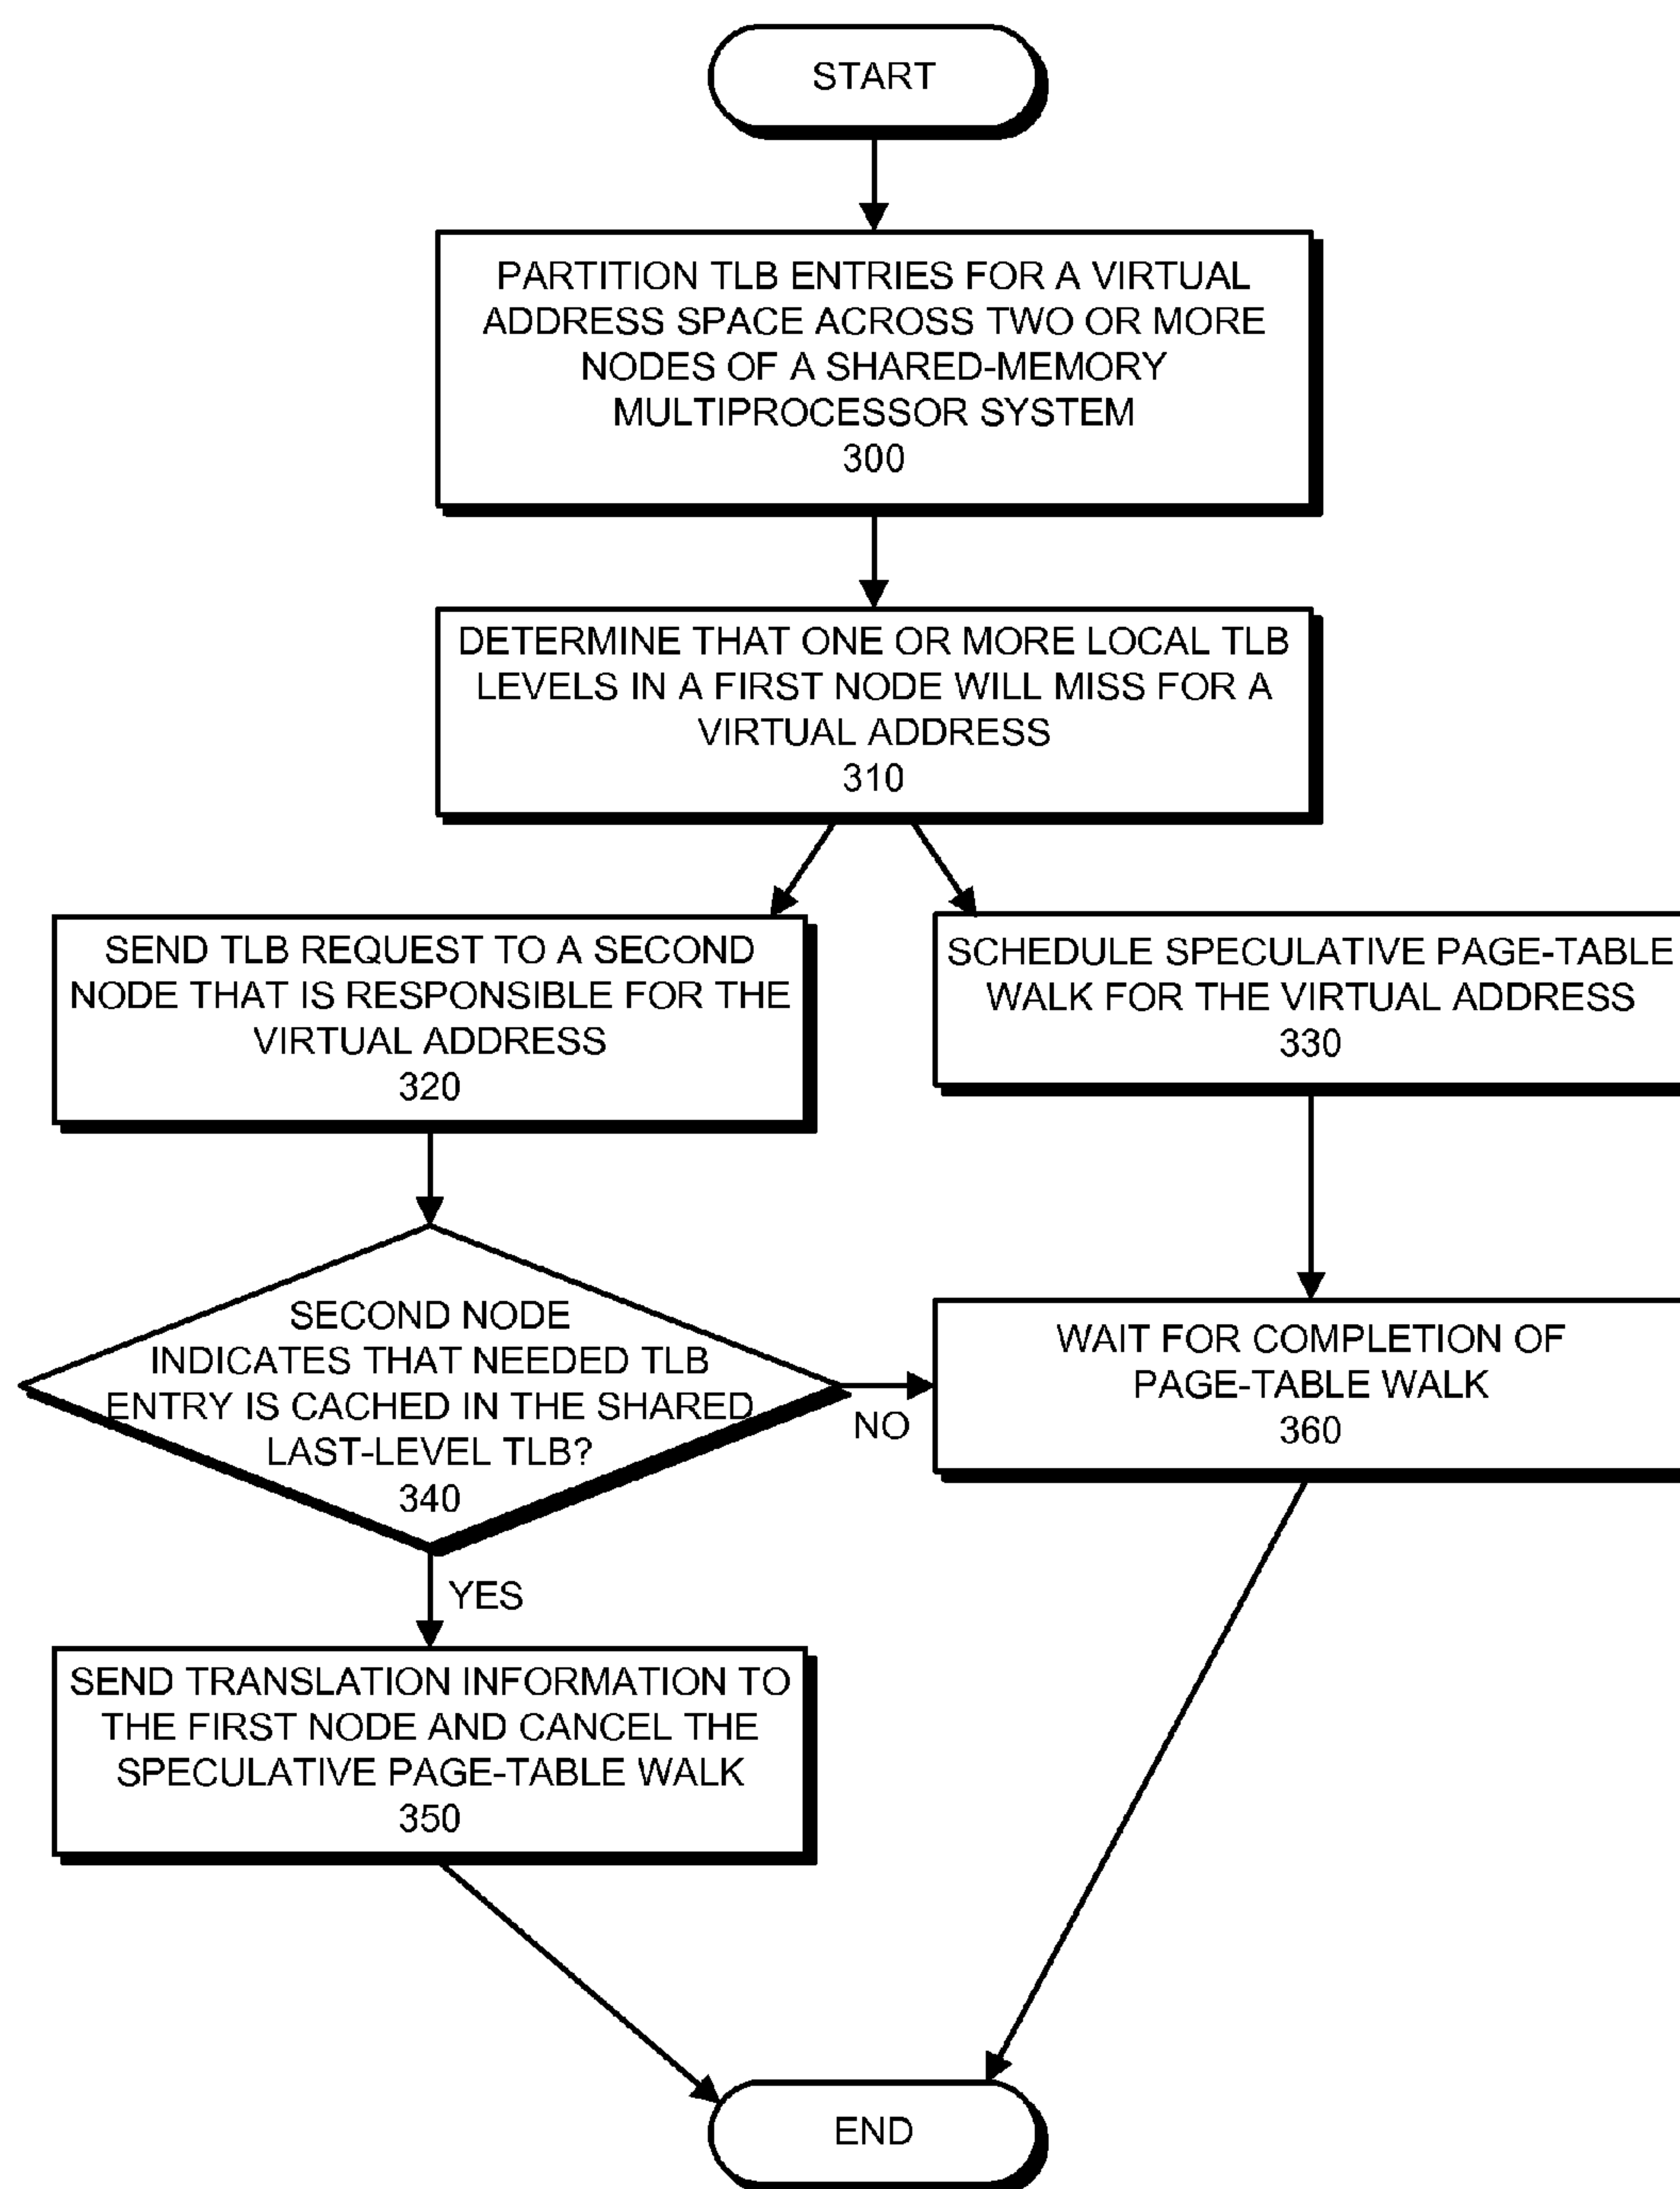 START
PARTITION TLB ENTRIES FOR A VIRTUAL
ADDRESS SPACE ACROSS TWO OR MORE
NODES OF A SHARED-MEMORY
MULTIPROCESSOR SYSTEM
300
DETERMINE THAT ONE OR MORE LOCAL TLB
LEVELS IN A FIRST NODE WILL MISS FOR A
VIRTUAL ADDRESS
310
SEND TLB REQUEST TO A SECOND
NODE THAT IS RESPONSIBLE FOR THE
VIRTUAL ADDRESS
320
SCHEDULE SPECULATIVE PAGE-TABLE
WALK FOR THE VIRTUAL ADDRESS
330
SECOND NODE
INDICATES THAT NEEDED TLB
ENTRY IS CACHED IN THE SHARED
LAST-LEVEL TLB?
340
NO
WAIT FOR COMPLETION OF
PAGE-TABLE WALK
360
YES
SEND TRANSLATION INFORMATION TO
THE FIRST NODE AND CANCEL THE
SPECULATIVE PAGE-TABLE WALK
350
END